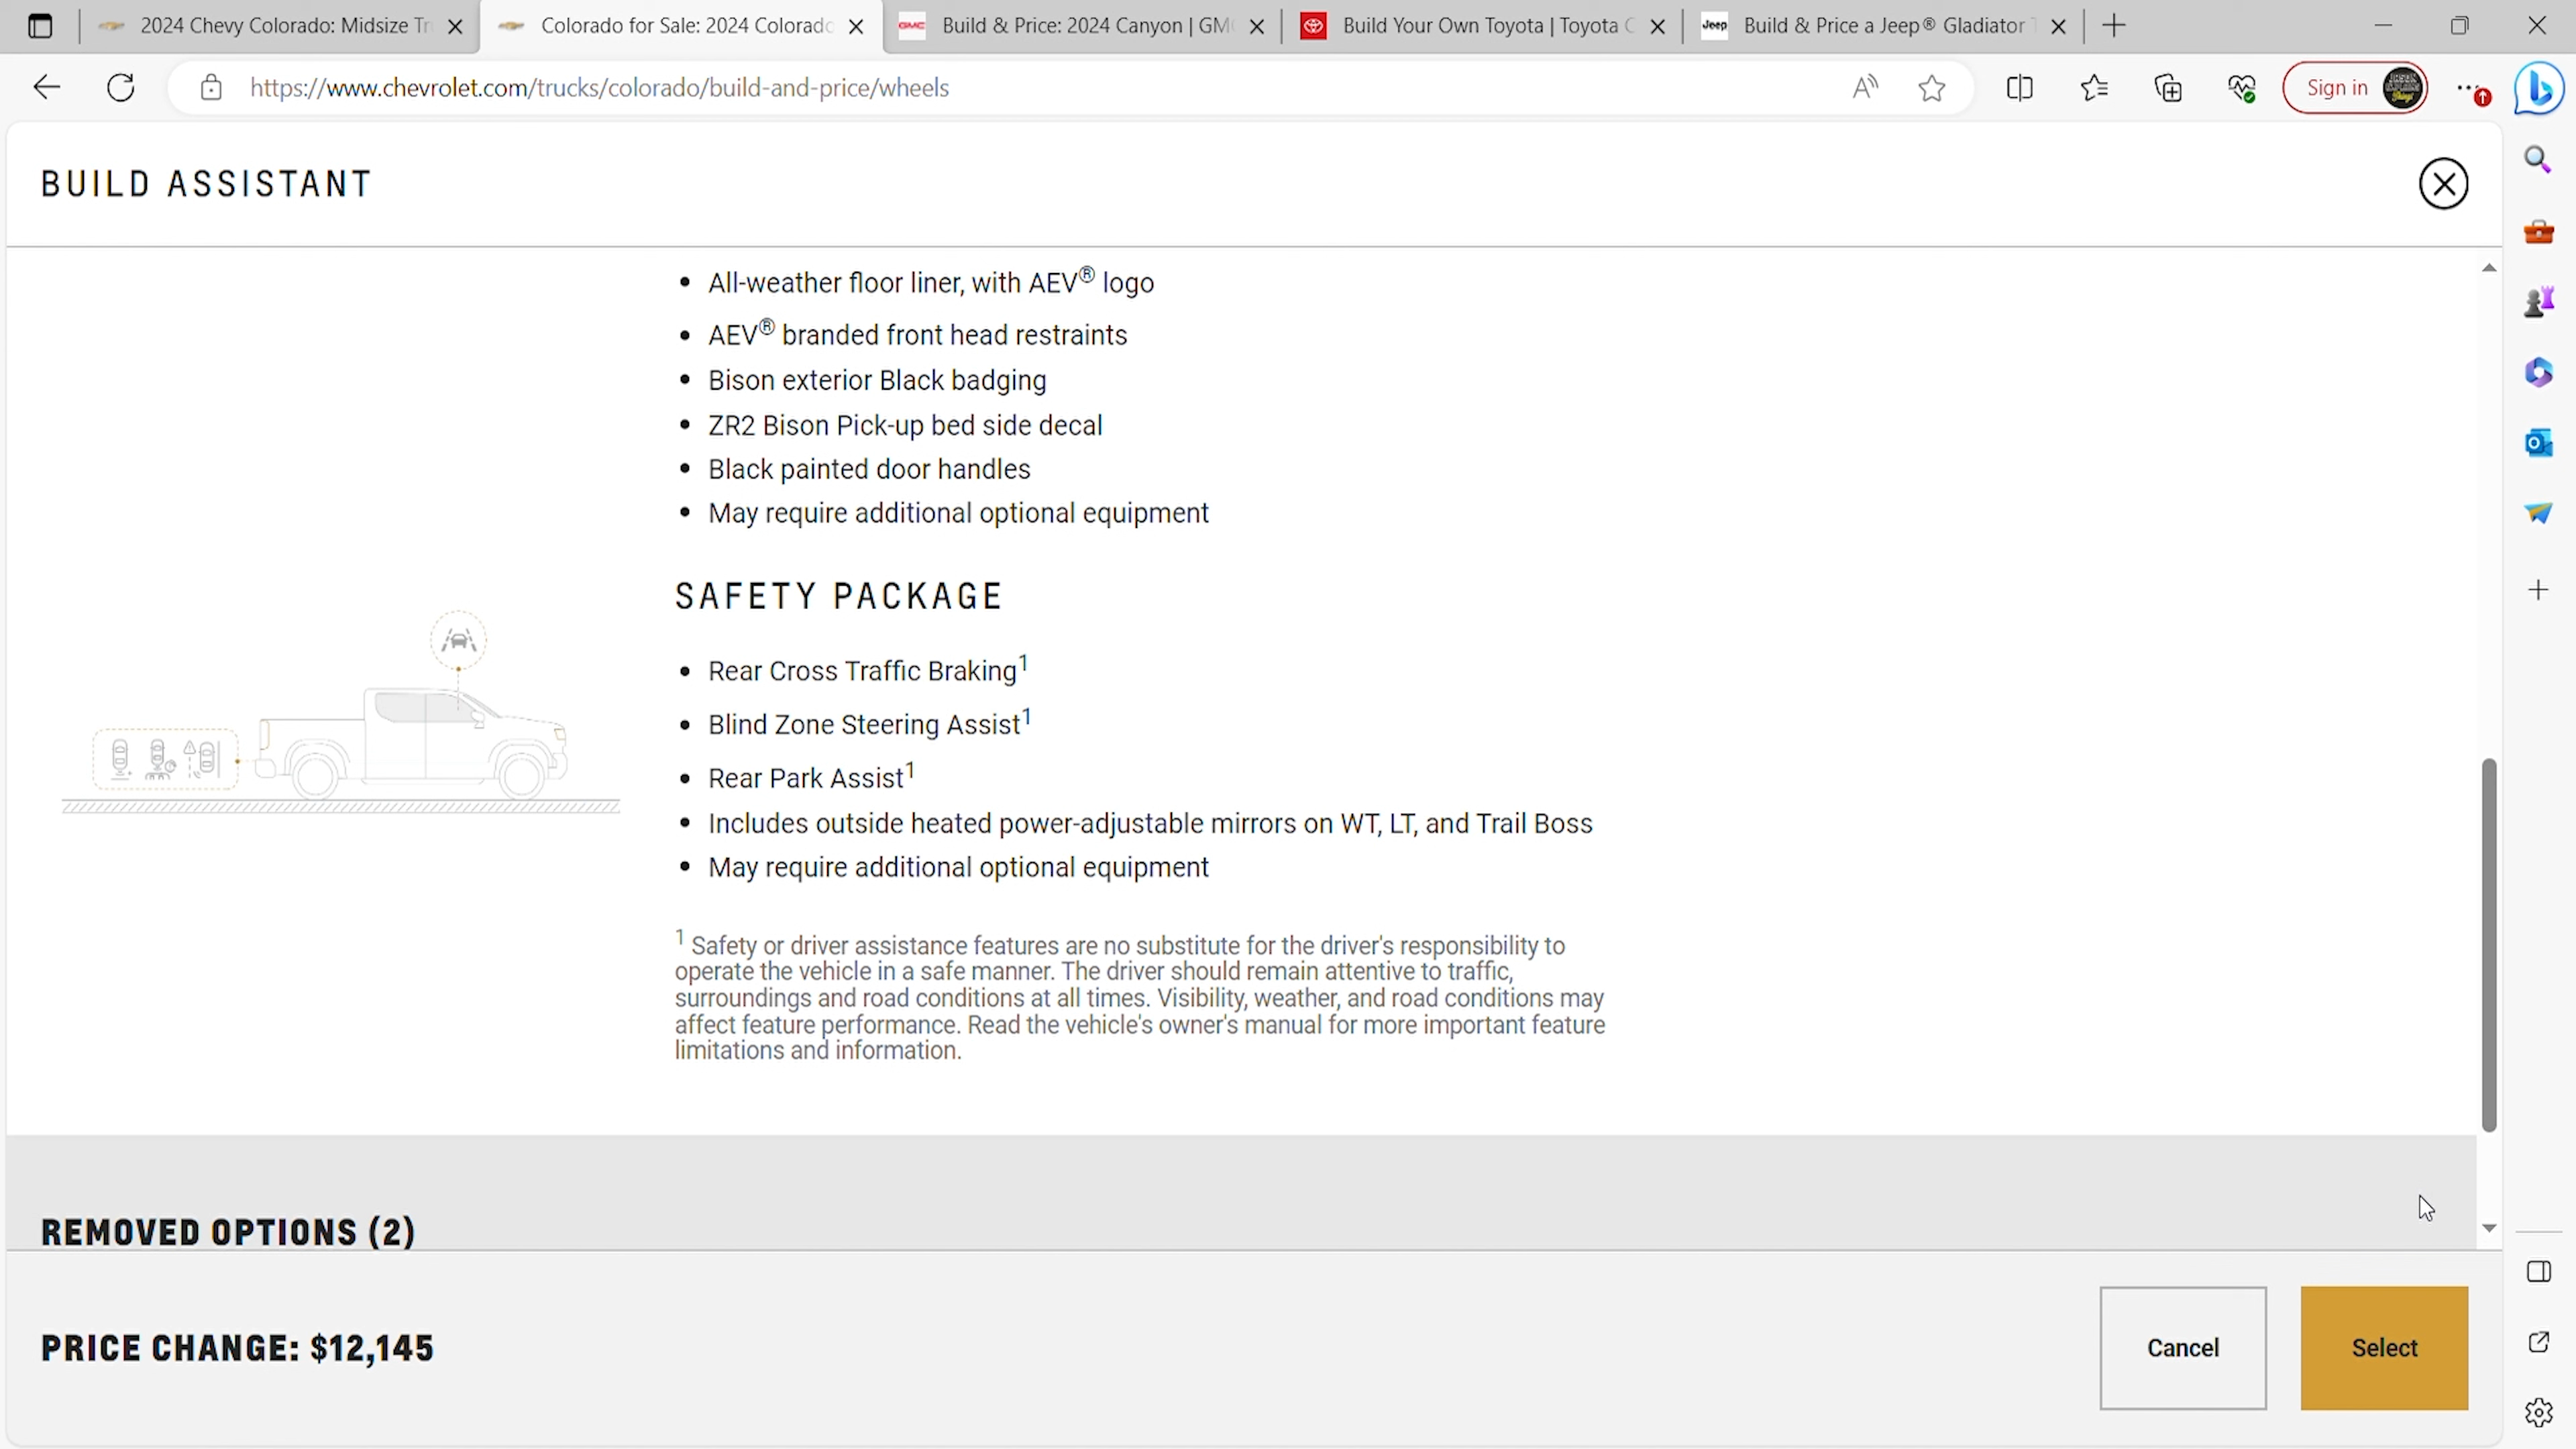 2024 Chevy Colorado: Midsize Tr
Colorado for Sale: 2024 Colorado
GMC
Build & Price: 2024 Canyon | GM
Build Your Own Toyota | Toyota
Jeep
Build & Price a Jeep® Gladiator
https://www.chevrolet.com/trucks/colorado/build-and-price/wheels
Sign in
BUILD ASSISTANT
• All-weather floor liner, with AEV® logo
• AEV® branded front head restraints
• Bison exterior Black badging
• ZR2 Bison Pick-up bed side decal
• Black painted door handles
• May require additional optional equipment
SAFETY PACKAGE
• Rear Cross Traffic Braking1
• Blind Zone Steering Assist1
• Rear Park Assist1
• Includes outside heated power-adjustable mirrors on WT, LT, and Trail Boss
• May require additional optional equipment
1 Safety or driver assistance features are no substitute for the driver's responsibility to
operate the vehicle in a safe manner. The driver should remain attentive to traffic,
surroundings and road conditions at all times. Visibility, weather, and road conditions may
affect feature performance. Read the vehicle's owner's manual for more important feature
limitations and information.
REMOVED OPTIONS (2)
PRICE CHANGE: $12,145
Cancel
Select